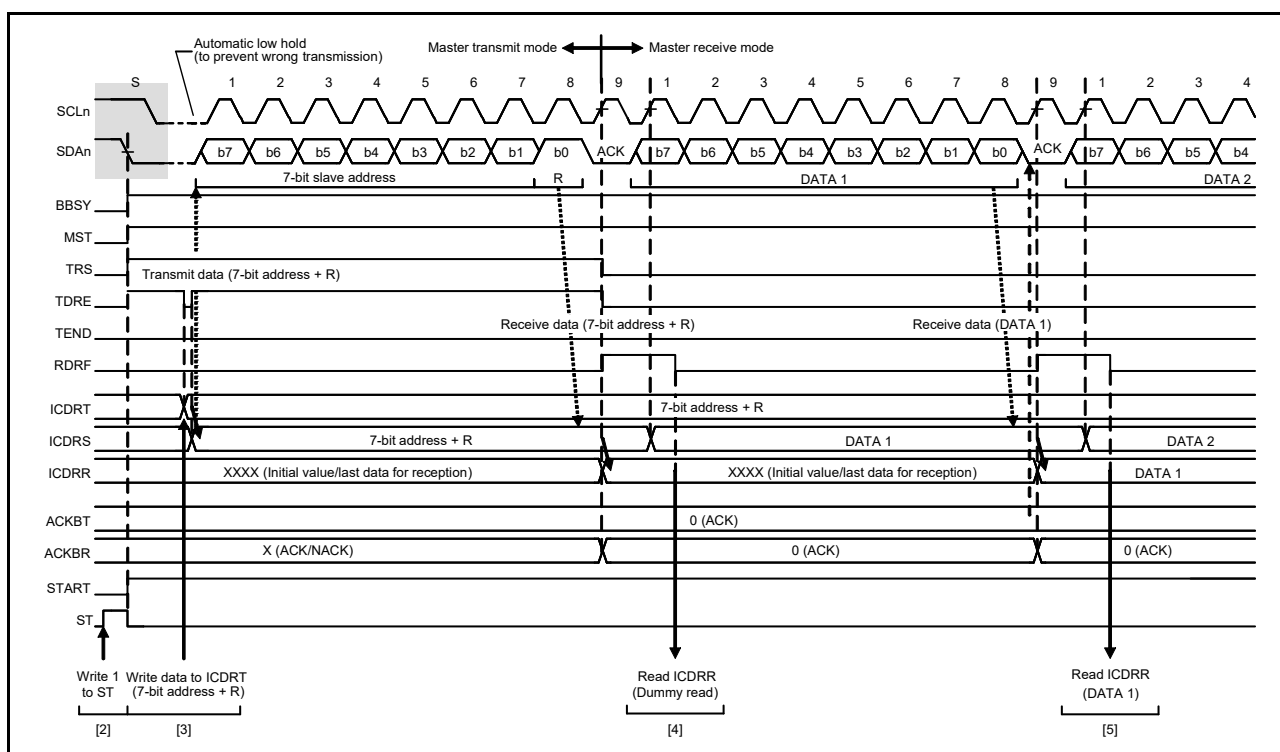 Automatic low hold
(to prevent wrong transmission)
Master transmit mode
Master receive mode
S 1 2 3 4 5 6 7 8 9 1 2 3 4 5 6 7 8 9 1 2 3 4
SCLn
SDAn b7 b6 b5 b4 b3 b2 b1 b0 ACK b7 b6 b5 b4 b3 b2 b1 b0 ACK b7 b6 b5 b4
7-bit slave address R DATA 1 DATA 2
BBSY
MST
TRS
Transmit data (7-bit address + R)
TDRE
Receive data (7-bit address + R) Receive data (DATA 1)
TEND
RDRF
ICDRT 7-bit address + R
ICDRS 7-bit address + R DATA 1 DATA 2
ICDRR XXXX (Initial value/last data for reception) XXXX (Initial value/last data for reception) DATA 1
ACKBT 0 (ACK)
ACKBR X (ACK/NACK) 0 (ACK) 0 (ACK)
START
ST
Write 1
to ST
Write data to ICDRT
(7-bit address + R)
Read ICDRR
(Dummy read)
Read ICDRR
(DATA 1)
[2] [3] [4] [5]